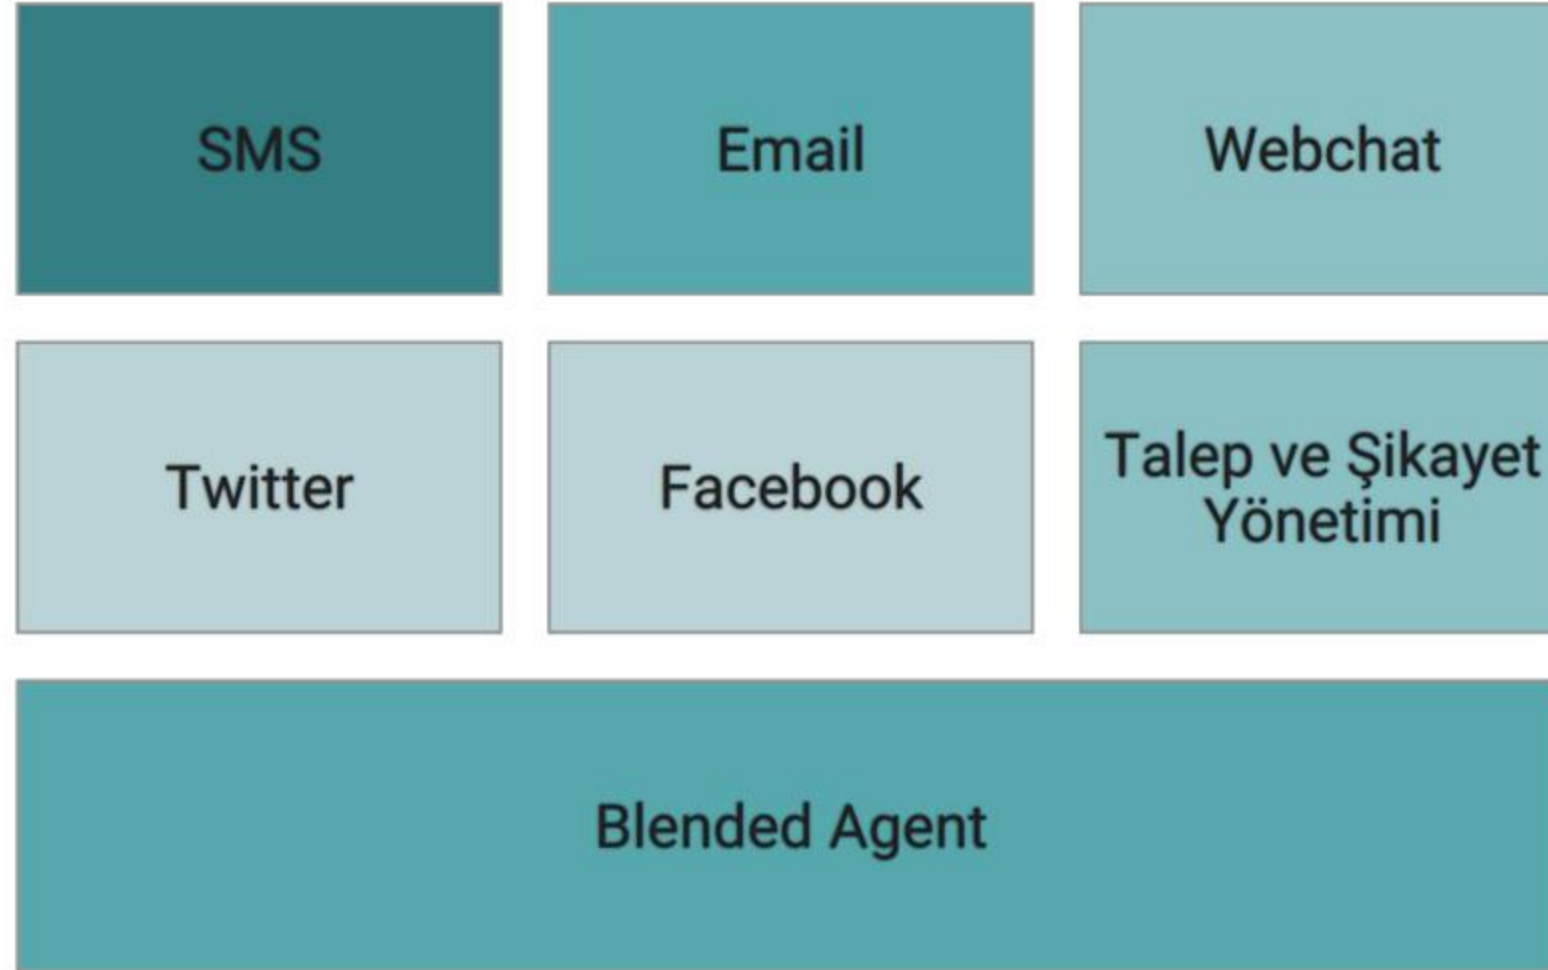 SMS
Email
Webchat
Twitter
Facebook
Talep ve Şikayet
Yönetimi
Blended Agent